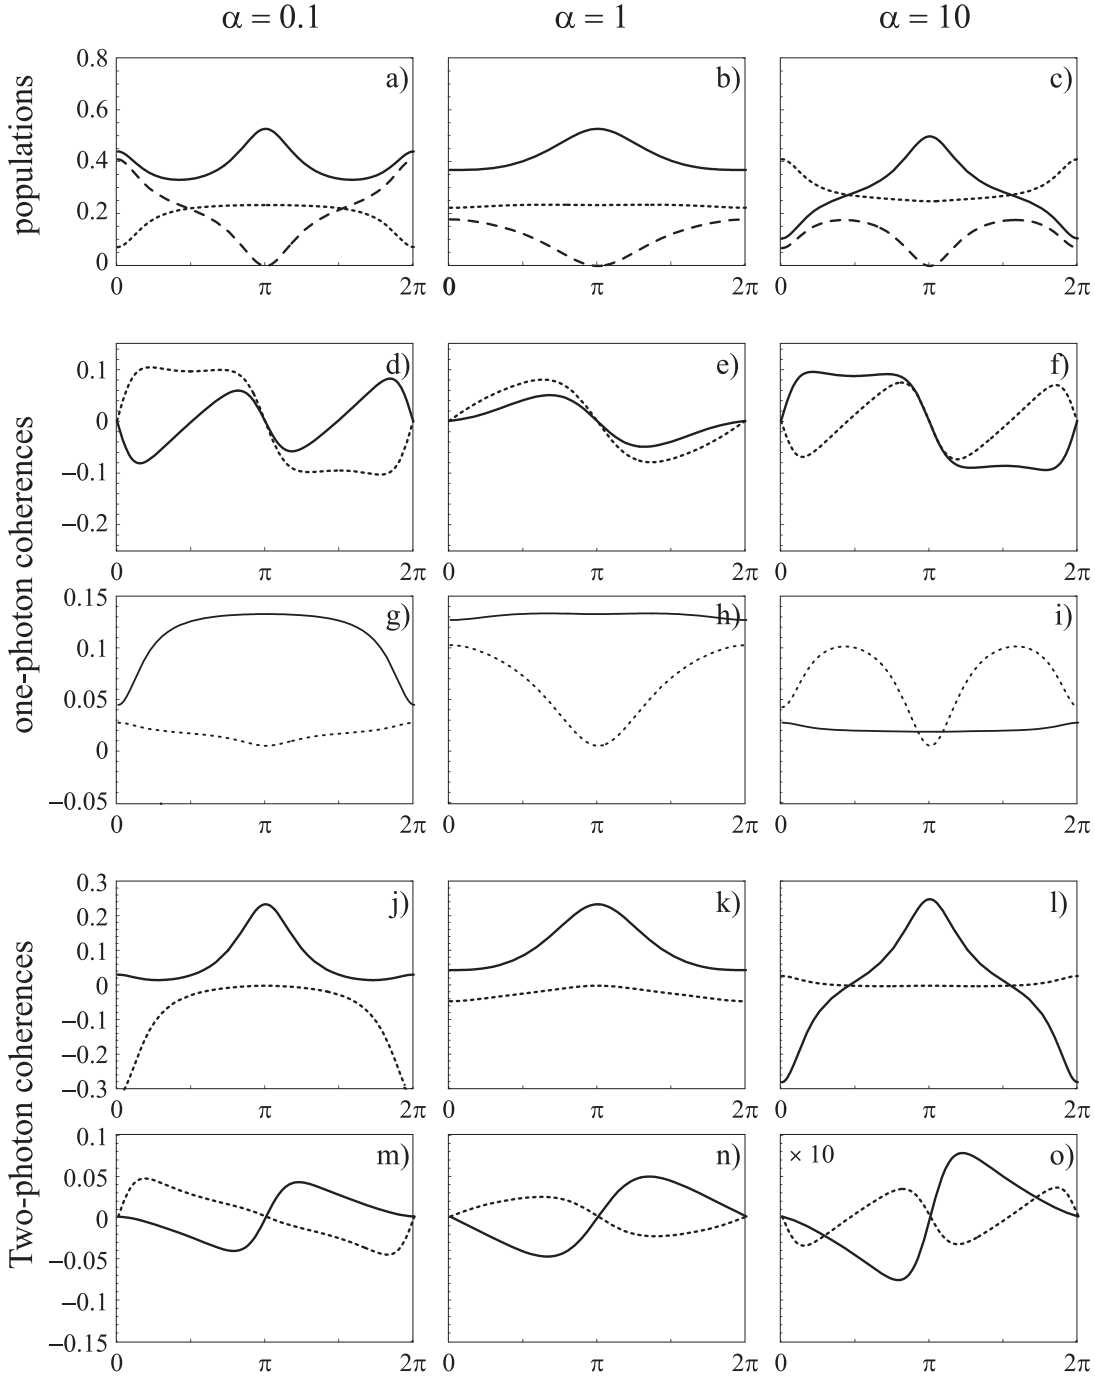 α = 0.1 α = 1 α = 10
populations
0.8 a) b) c)
0.6
0.4
0.2
0
0 π 2π 0 π 2π 0 π 2π
one-photon coherences
0.1 d) e) f)
0
−0.1
−0.2
0 π 2π 0 π 2π 0 π 2π
0.15 g) h) i)
0.1
0.05
0
−0.05
0 π 2π 0 π 2π 0 π 2π
Two-photon coherences
0.3 j) k) l)
0.2
0.1
0
−0.1
−0.2
−0.3
0 π 2π 0 π 2π 0 π 2π
0.1 m) n) × 10 o)
0.05
0
−0.05
−0.1
−0.15
0 π 2π 0 π 2π 0 π 2π